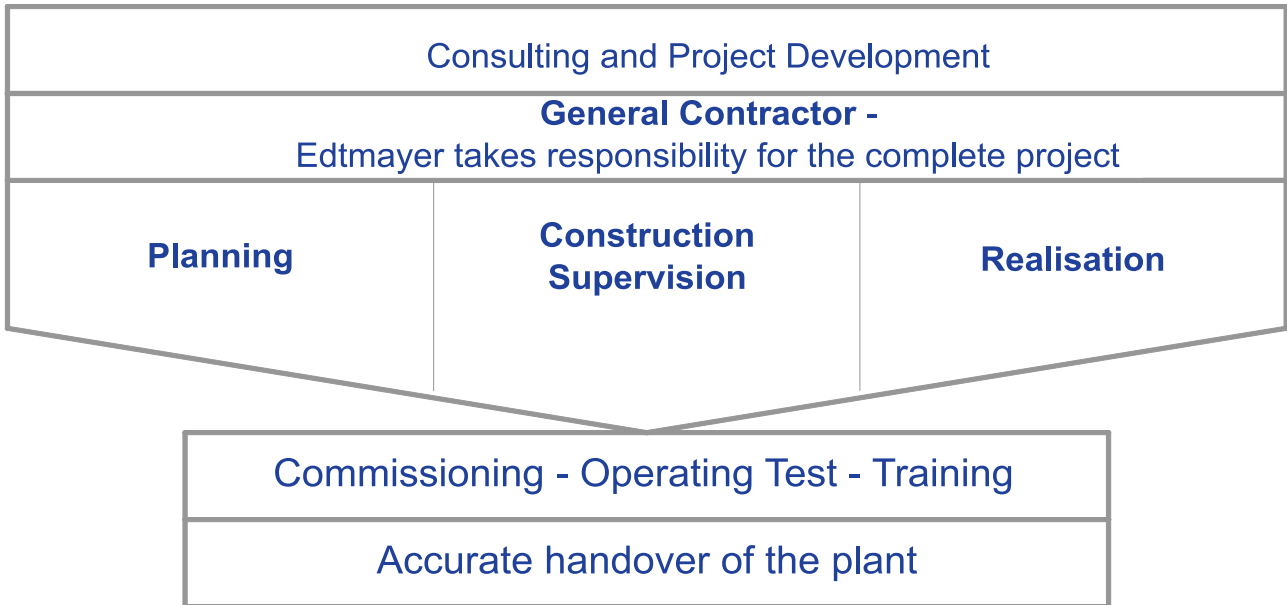 Consulting and Project Development
General Contractor -
Edtmayer takes responsibility for the complete project
Planning
Construction
Supervision
Realisation
Commissioning - Operating Test - Training
Accurate handover of the plant